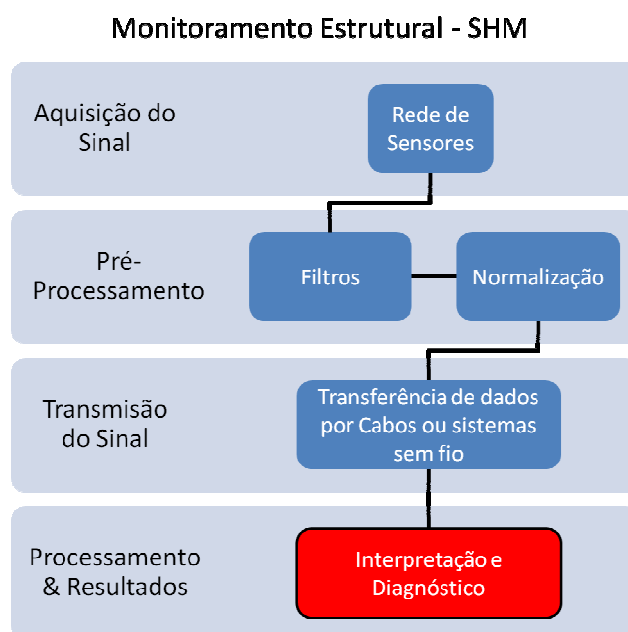 Monitoramento Estrutural - SHM
Aquisição do
Sinal
Rede de
Sensores
Pré-
Processamento
Filtros
Normalização
Transmisão
do Sinal
Transferência de dados
por Cabos ou sistemas
sem fio
Processamento
& Resultados
Interpretação e
Diagnóstico